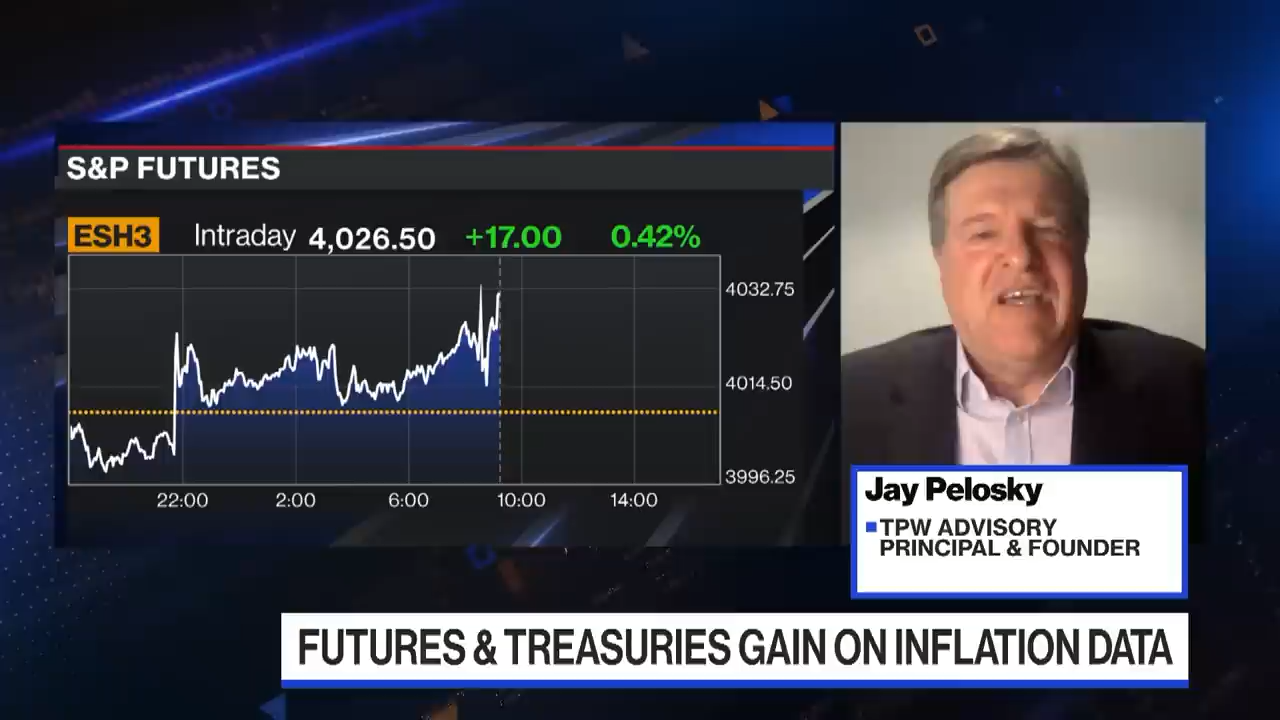 S&P FUTURES
ESH3 Intraday 4,026.50 +17.00 0.42%
4032.75
4014.50
3996.25
22:00 2:00 6:00 10:00 14:00
Jay Pelosky
TPW ADVISORY
PRINCIPAL & FOUNDER
FUTURES & TREASURIES GAIN ON INFLATION DATA